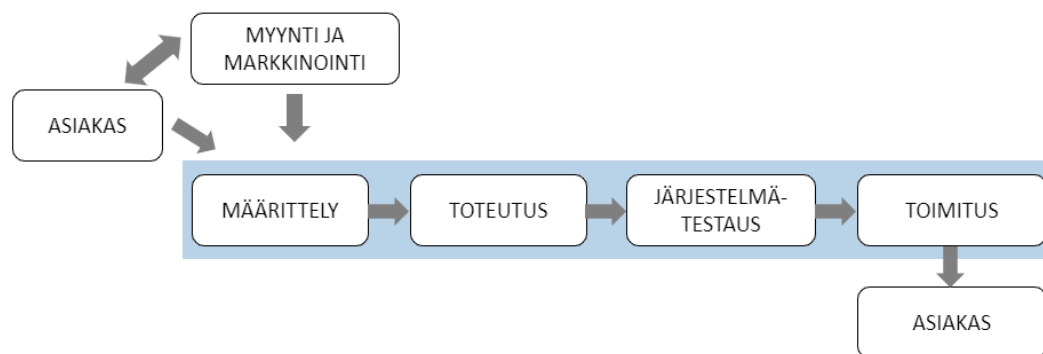 MYYNTI JA
MARKKINOINTI
ASIAKAS
MÄÄRITTELY
TOTEUTUS
JÄRJESTELMÄ-
TESTAUS
TOIMITUS
ASIAKAS